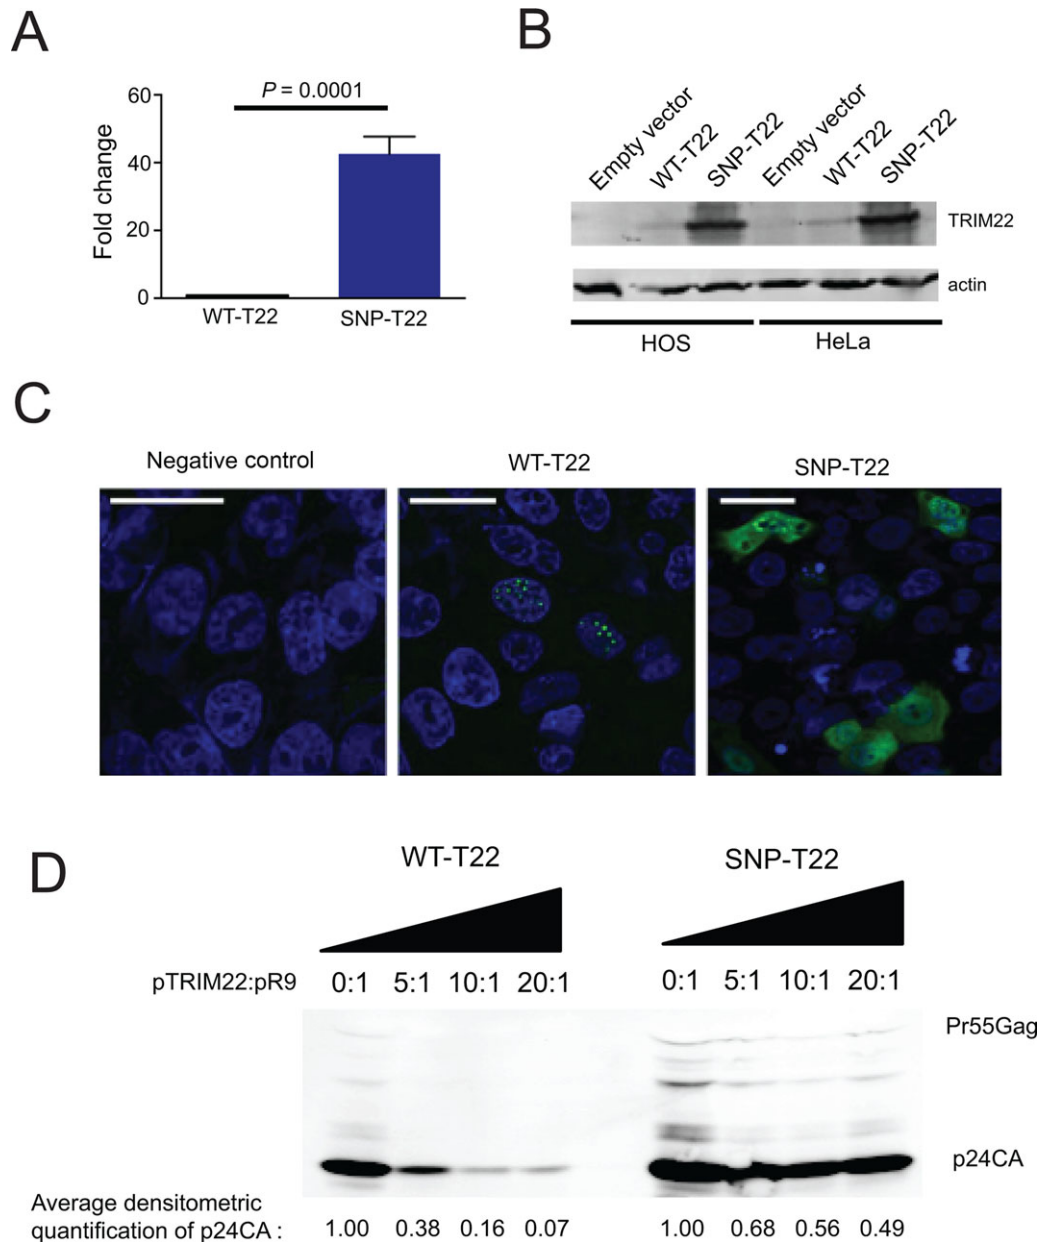 A
P = 0.0001
Fold change
60
40
20
0
WT-T22
SNP-T22
B
Empty vector
WT-T22
SNP-T22
Empty vector
WT-T22
SNP-T22
TRIM22
actin
HOS
HeLa
C
Negative control
WT-T22
SNP-T22
D
WT-T22
SNP-T22
pTRIM22:pR9
0:1 5:1 10:1 20:1
0:1 5:1 10:1 20:1
Pr55Gag
p24CA
Average densitometric
quantification of p24CA :
1.00 0.38 0.16 0.07
1.00 0.68 0.56 0.49